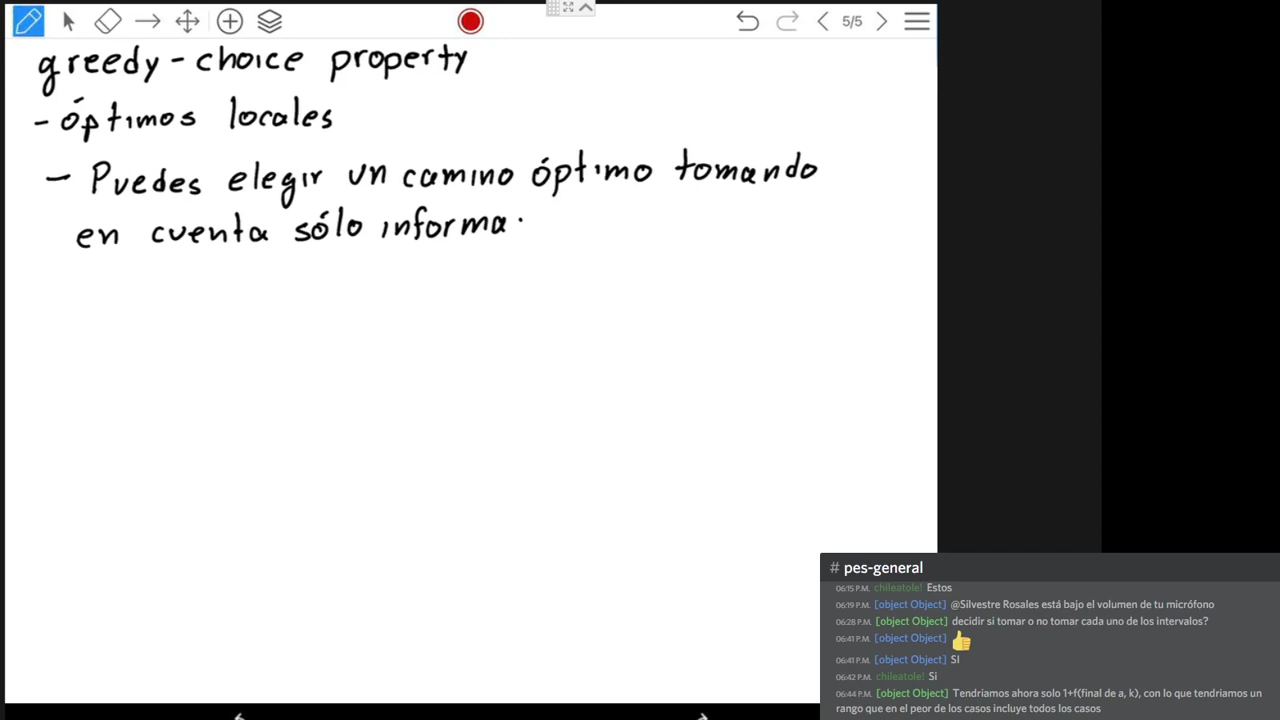 5/5
greedy-choice property
- óptimos locales
- Puedes elegir un camino óptimo tomando
en cuenta sólo informa
# pes-general
06:15 P.M. chileatole! Estos
06:19 P.M. [object Object] @Silvestre Rosales está bajo el volumen de tu micrófono
06:28 P.M. [object Object] decidir si tomar o no tomar cada uno de los intervalos?
06:41 P.M. [object Object] 👍
06:41 P.M. [object Object] SI
06:42 P.M. chileatole! Si
06:44 P.M. [object Object] Tendriamos ahora solo 1+f(final de a, k), con lo que tendriamos un
rango que en el peor de los casos incluye todos los casos